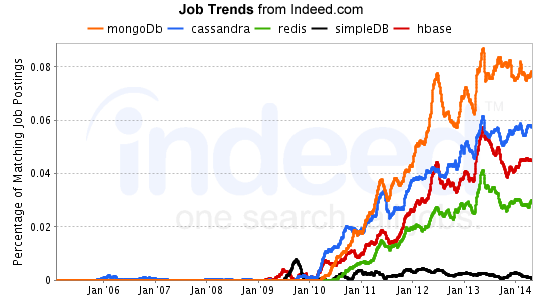 Job Trends from Indeed.com
mongoDb cassandra redis simpleDB hbase
Percentage of Matching Job Postings
0.08
0.06
0.04
0.02
0
Jan '06 Jan '07 Jan '08 Jan '09 Jan '10 Jan '11 Jan '12 Jan '13 Jan '14
indeed
TM
one search. all jobs.